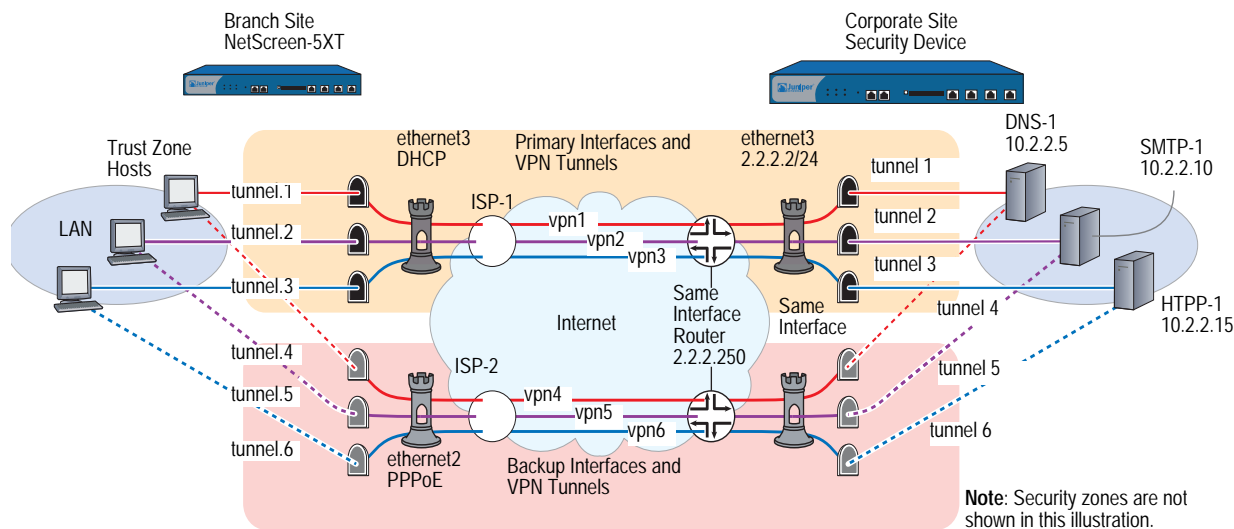 Branch Site
NetScreen-5XT
Corporate Site
Security Device
Juniper
Juniper
Trust Zone
Hosts
LAN
ethernet3
DHCP
Primary Interfaces and
VPN Tunnels
ethernet3
2.2.2.2/24
DNS-1
10.2.2.5
SMTP-1
10.2.2.10
HTPP-1
10.2.2.15
tunnel.1
tunnel.2
tunnel.3
ISP-1
vpn1
vpn2
vpn3
tunnel 1
tunnel 2
tunnel 3
Internet
Same
Interface
Router
2.2.2.250
Same
Interface
tunnel 4
tunnel 5
tunnel 6
tunnel.4
tunnel.5
tunnel.6
ISP-2
vpn4
vpn5
vpn6
ethernet2
PPPoE
Backup Interfaces and
VPN Tunnels
Note: Security zones are not
shown in this illustration.